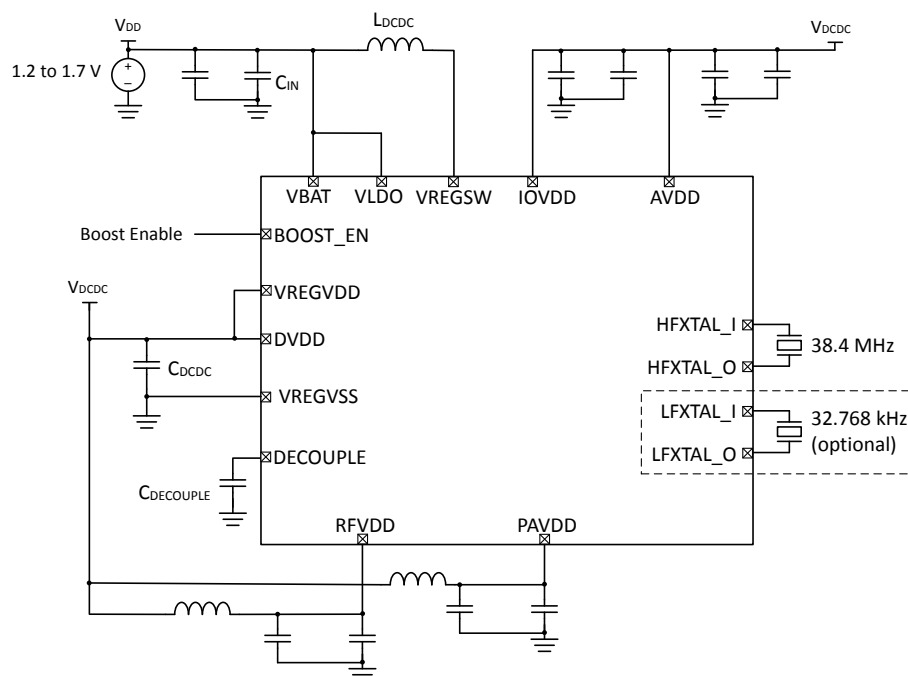 LDCDC
VDD
VDCDC
1.2 to 1.7 V
+
–
CIN
VBAT
VLDO
VREGSW
IOVDD
AVDD
Boost Enable
BOOST_EN
VDCDC
VREGVDD
HFXTAL_I
DVDD
38.4 MHz
CDCDC
HFXTAL_O
VREGVSS
LFXTAL_I
32.768 kHz
(optional)
DECOUPLE
LFXTAL_O
CDECOUPLE
RFVDD
PAVDD